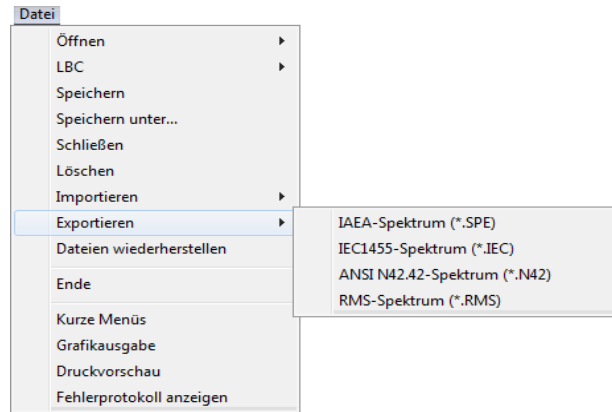 Datei
Öffnen
LBC
Speichern
Speichern unter...
Schließen
Löschen
Importieren
Exportieren
Dateien wiederherstellen
Ende
Kurze Menüs
Grafikausgabe
Druckvorschau
Fehlerprotokoll anzeigen
IAEA-Spektrum (*.SPE)
IEC1455-Spektrum (*.IEC)
ANSI N42.42-Spektrum (*.N42)
RMS-Spektrum (*.RMS)